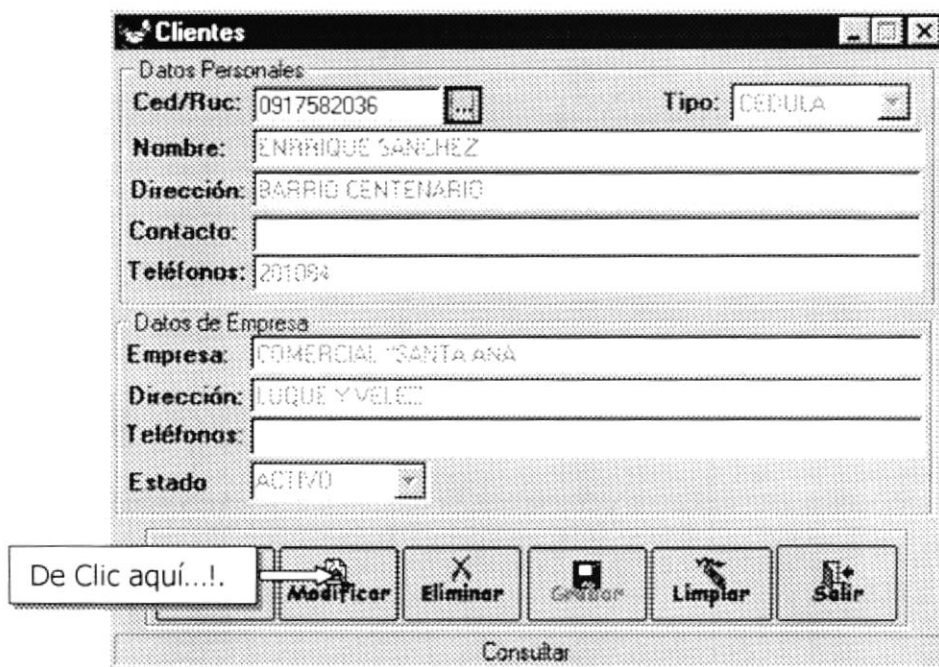 Clientes
Datos Personales
Ced/Ruc: 0917582036 ... Tipo: CEDULA
Nombre: ENRRIQUE SANCHEZ
Dirección: BARRIO CENTENARIO
Contacto:
Teléfonos: 201084
Datos de Empresa
Empresa: COMERCIAL "SANTA ANA
Dirección: LUQUE Y VELEZ
Teléfonos:
Estado ACTIVO
De Clic aquí...!. Modificar Eliminar Grabar Limpiar Salir
Consultar